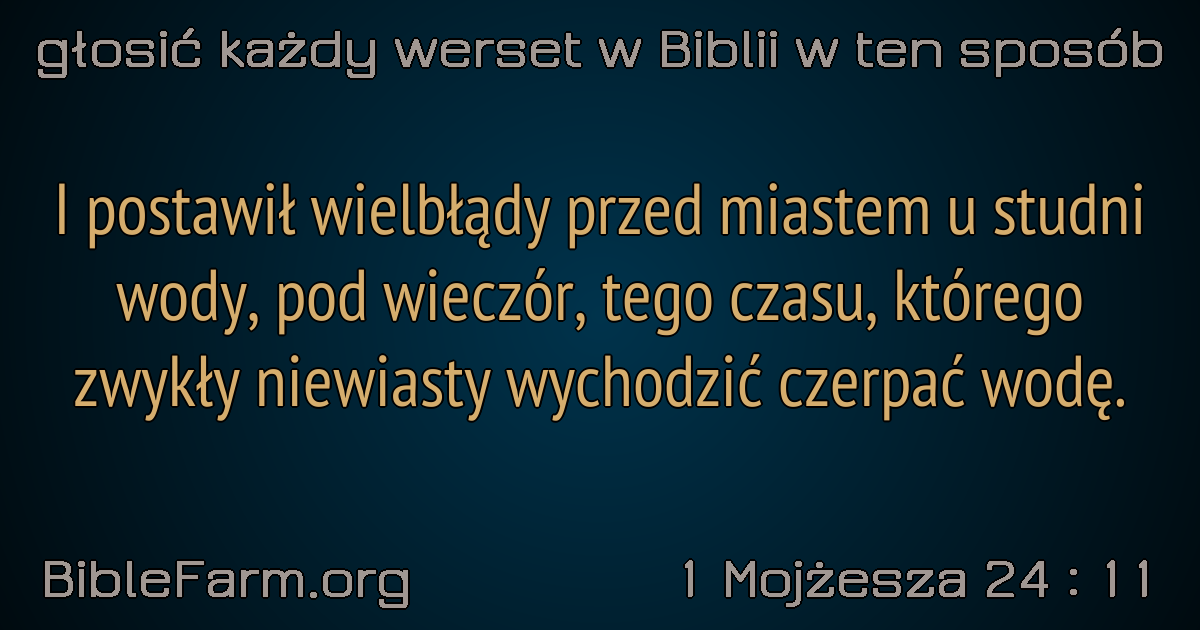 głosić każdy werset w Biblii w ten sposób
I postawił wielbłądy przed miastem u studni
wody, pod wieczór, tego czasu, którego
zwykły niewiasty wychodzić czerpać wodę.
BibleFarm.org
1 Mojżesza 24 : 11